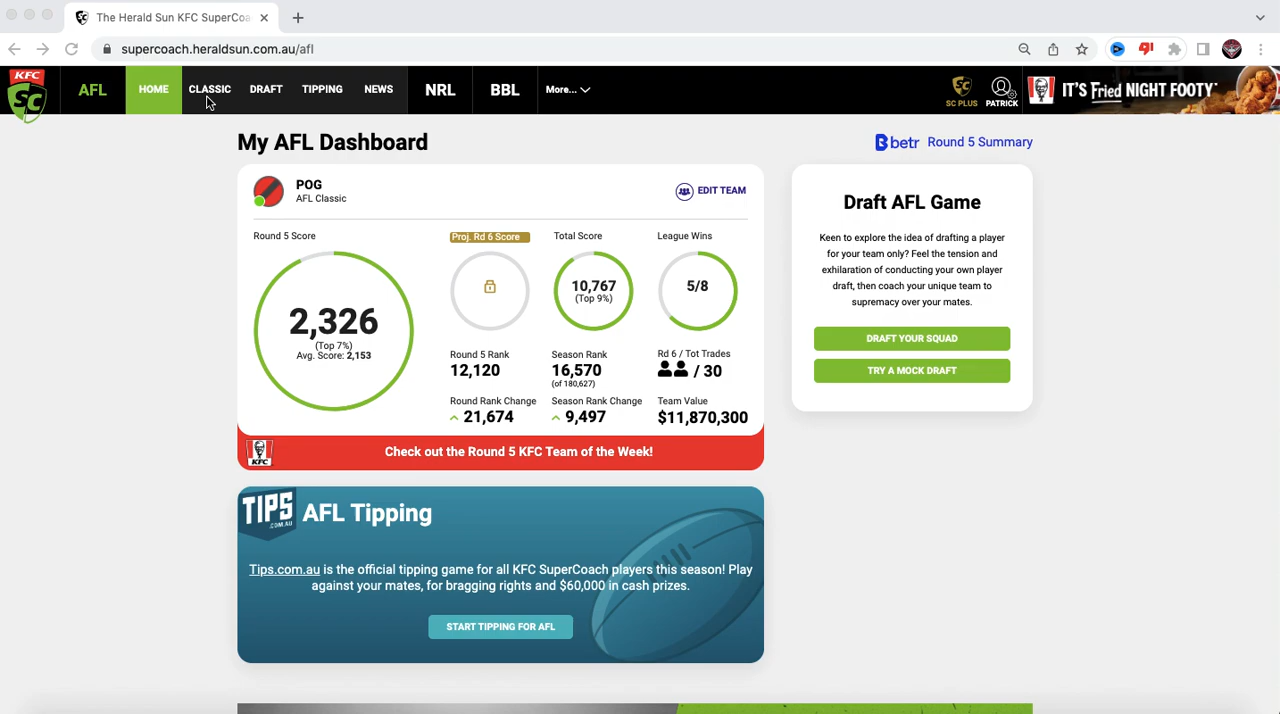 The Herald Sun KFC SuperCoa
supercoach.heraldsun.com.au/afl
KFC
SC
AFL
HOME
CLASSIC
DRAFT
TIPPING
NEWS
NRL
BBL
More...
SC PLUS
PATRICK
KFC
IT'S Fried NIGHT FOOTY
My AFL Dashboard
betr Round 5 Summary
POG
AFL Classic
EDIT TEAM
Round 5 Score
Proj. Rd 6 Score
Total Score
League Wins
2,326
(Top 7%)
Avg. Score: 2,153
10,767
(Top 9%)
5/8
Round 5 Rank
12,120
Season Rank
16,570
(of 180,627)
Rd 6 / Tot Trades
/ 30
Round Rank Change
21,674
Season Rank Change
9,497
Team Value
$11,870,300
KFC
Check out the Round 5 KFC Team of the Week!
Draft AFL Game
Keen to explore the idea of drafting a player
for your team only? Feel the tension and
exhilaration of conducting your own player
draft, then coach your unique team to
supremacy over your mates.
DRAFT YOUR SQUAD
TRY A MOCK DRAFT
TIPS
.COM.AU
AFL Tipping
Tips.com.au is the official tipping game for all KFC SuperCoach players this season! Play
against your mates, for bragging rights and $60,000 in cash prizes.
START TIPPING FOR AFL